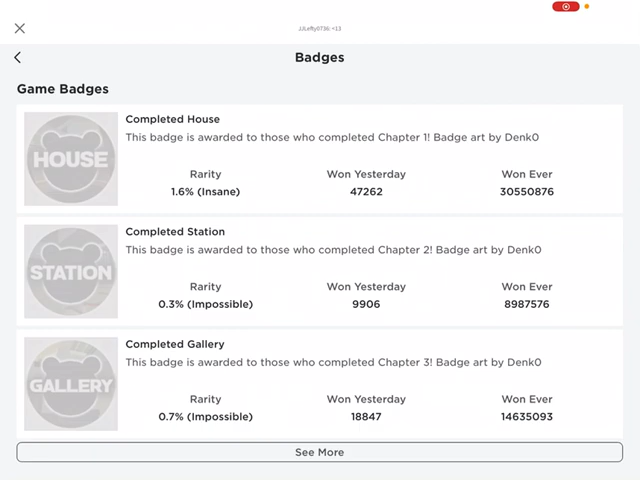 JJLefty0736: <13
Badges
Game Badges
HOUSE
Completed House
This badge is awarded to those who completed Chapter 1! Badge art by Denk0
Rarity Won Yesterday Won Ever
1.6% (Insane) 47262 30550876
STATION
Completed Station
This badge is awarded to those who completed Chapter 2! Badge art by Denk0
Rarity Won Yesterday Won Ever
0.3% (Impossible) 9906 8987576
GALLERY
Completed Gallery
This badge is awarded to those who completed Chapter 3! Badge art by Denk0
Rarity Won Yesterday Won Ever
0.7% (Impossible) 18847 14635093
See More